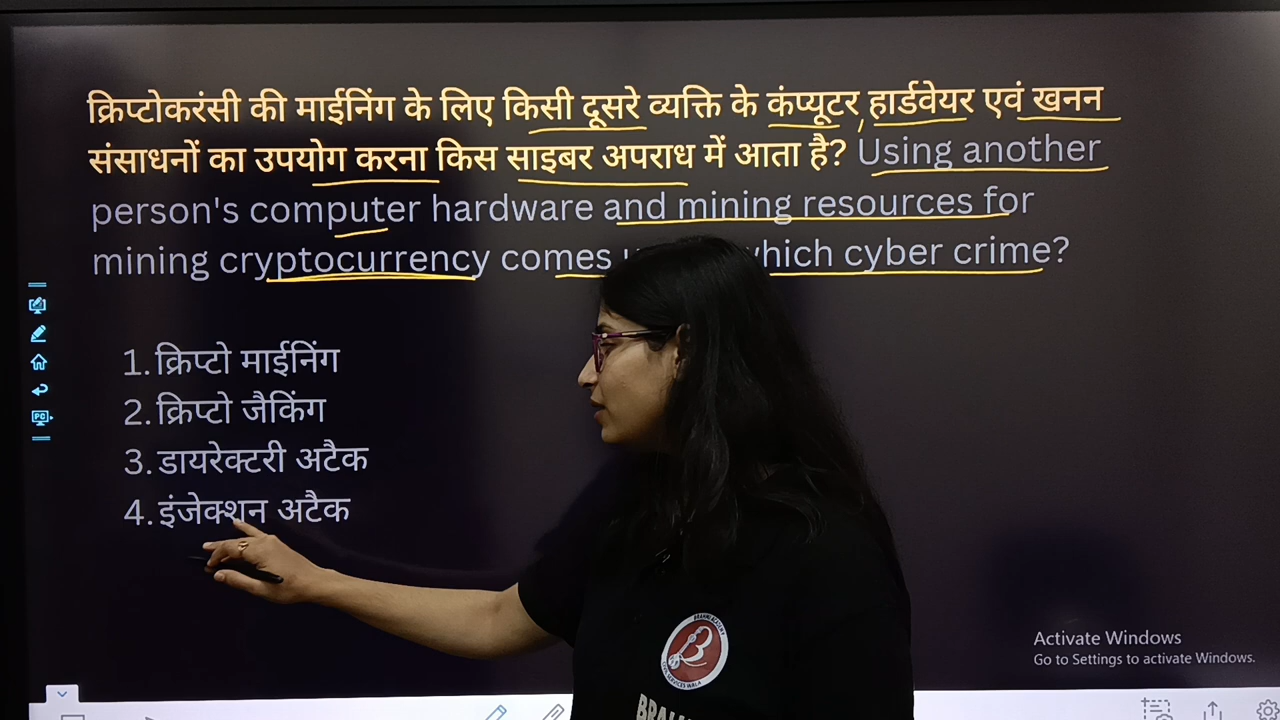 क्रिप्टोकरंसी की माईनिंग के लिए किसी दूसरे व्यक्ति के कंप्यूटर हार्डवेयर एवं खनन
संसाधनों का उपयोग करना किस साइबर अपराध में आता है? Using another
person's computer hardware and mining resources for
mining cryptocurrency comes which cyber crime?
1. क्रिप्टो माईनिंग
2. क्रिप्टो जैकिंग
3. डायरेक्टरी अटैक
4. इंजेक्शन अटैक
PC
Activate Windows
Go to Settings to activate Windows.